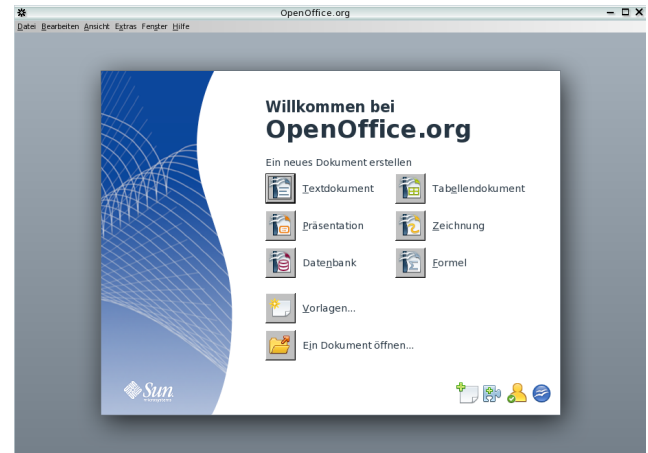 OpenOffice.org
Datei Bearbeiten Ansicht Extras Fenster Hilfe
Willkommen bei
OpenOffice.org
Ein neues Dokument erstellen
Textdokument Tabellendokument
Präsentation Zeichnung
Datenbank Formel
Vorlagen...
Ein Dokument öffnen...
Sun
microsystems